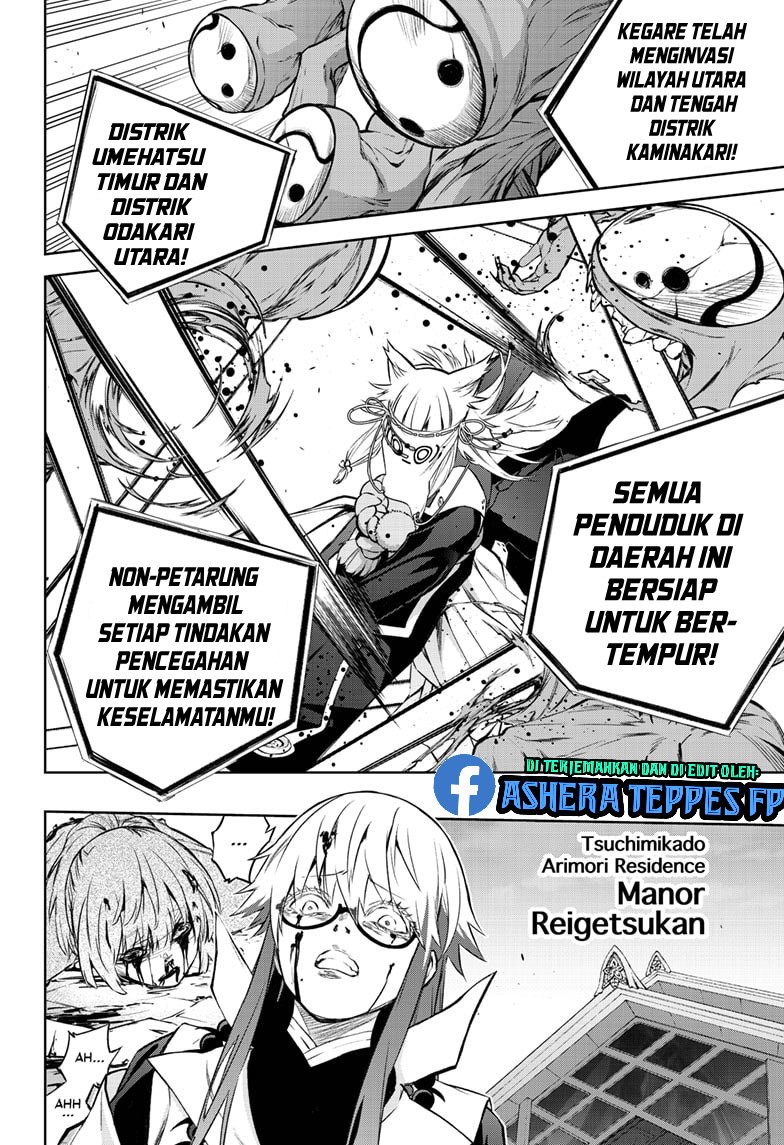 KEGARE TELAH
MENGINVASI
WILAYAH UTARA
DAN TENGAH
DISTRIK
KAMINAKARI!
DISTRIK
UMEHATSU
TIMUR DAN
DISTRIK
ODAKARI
UTARA!
SEMUA
PENDUDUK DI
DAERAH INI
BERSIAP
UNTUK BER-
TEMPUR!
NON-PETARUNG
MENGAMBIL
SETIAP TINDAKAN
PENCEGAHAN
UNTUK MEMASTIKAN
KESELAMATANMU!
DI TERJEMAHKAN DAN DI EDIT OLEH:
f ASHERA TEPPES FP
Tsuchimikado
Arimori Residence
Manor
Reigetsukan
...
...
AH...
AHH
...